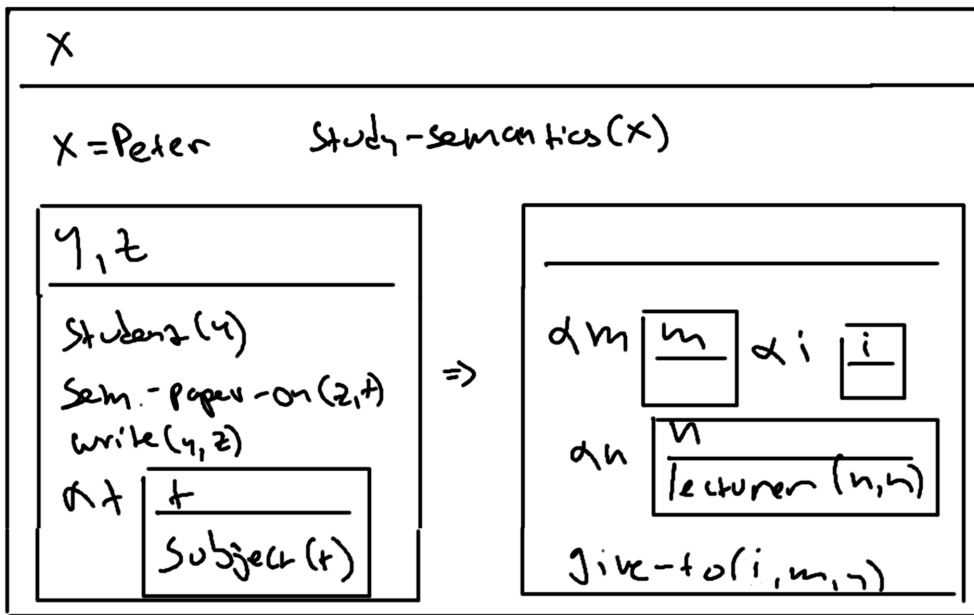 x
x = Peter study-semantics(x)
y, z
student(y)
sem.-paper-on(z,t)
write(y,z)
αt
t
subject(t)
⇒
αm
m
αi
i
αn
n
lecturer(n,n)
give-to(i,m,n)